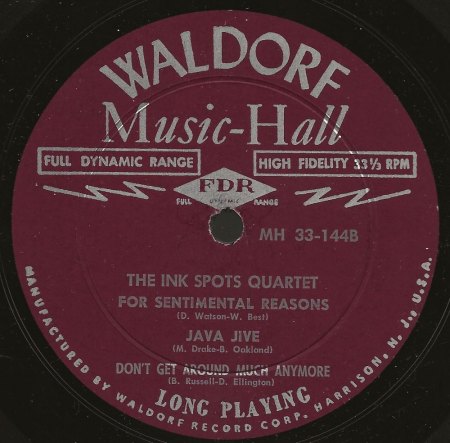 WALDORF
Music-Hall
FULL DYNAMIC RANGE
HIGH FIDELITY 33⅓ RPM
FDR
FULL DYNAMIC RANGE
MH 33-144B
THE INK SPOTS QUARTET
FOR SENTIMENTAL REASONS
(D. Watson-W. Best)
JAVA JIVE
(M. Drake-B. Oakland)
DON'T GET AROUND MUCH ANYMORE
(B. Russell-D. Ellington)
LONG PLAYING
MANUFACTURED BY WALDORF RECORD CORP. HARRISON, N. J., U.S.A.